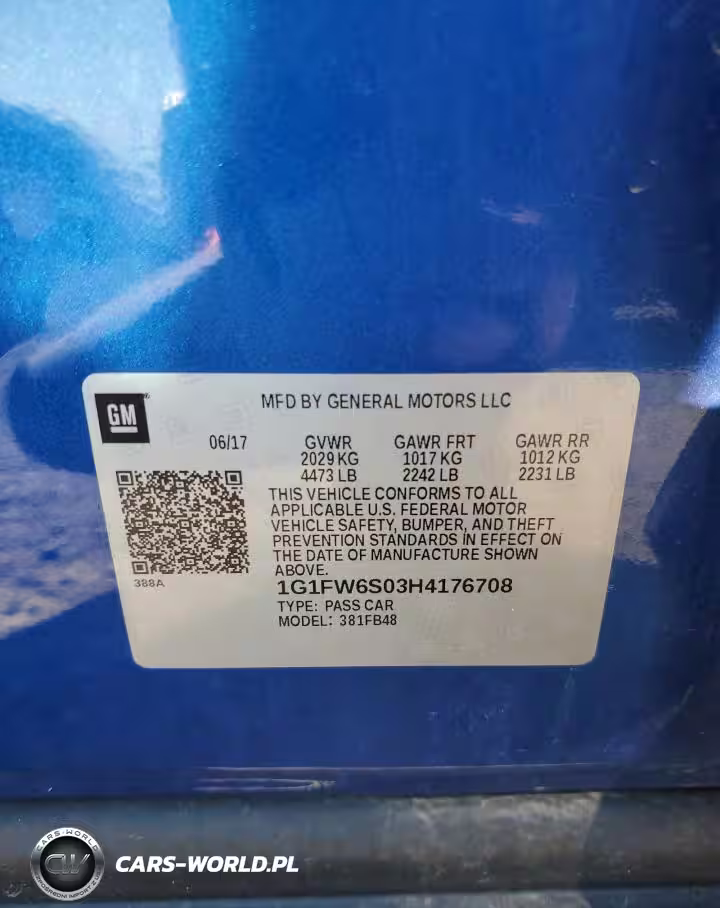 GM
MFD BY GENERAL MOTORS LLC
06/17 GVWR GAWR FRT GAWR RR
2029 KG 1017 KG 1012 KG
4473 LB 2242 LB 2231 LB
THIS VEHICLE CONFORMS TO ALL
APPLICABLE U.S. FEDERAL MOTOR
VEHICLE SAFETY, BUMPER, AND THEFT
PREVENTION STANDARDS IN EFFECT ON
THE DATE OF MANUFACTURE SHOWN
ABOVE.
388A
1G1FW6S03H4176708
TYPE: PASS CAR
MODEL: 381FB48
CARS-WORLD
CW
CARS-WORLD.PL